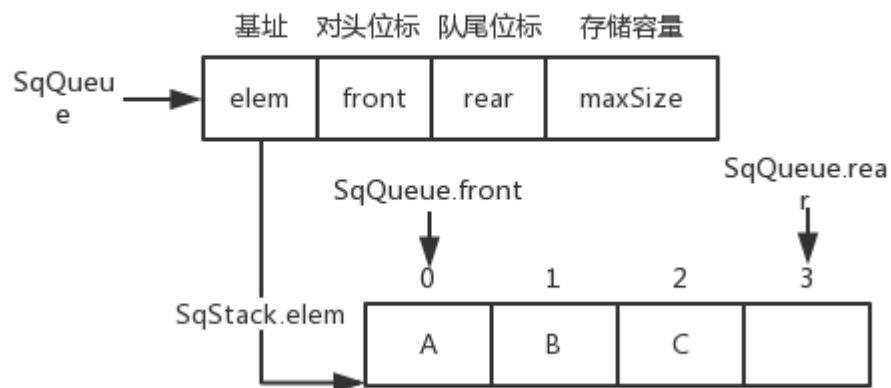 基址 对头位标 队尾位标 存储容量
SqQueu
e
elem front rear maxSize
SqQueue.front
SqQueue.rea
r
0 1 2 3
SqStack.elem
A B C